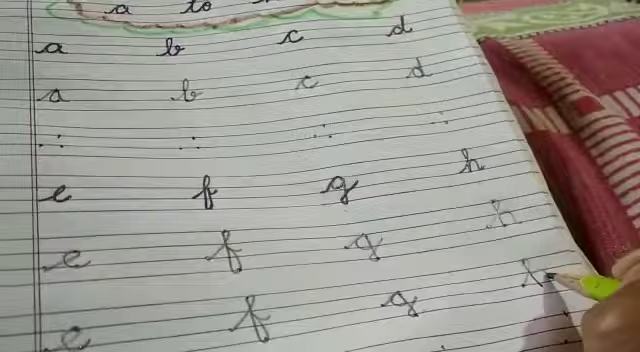 a to
a b c d
a b c d
∴ ∴ ∴ ∴
e f g h
e f g h
e f g